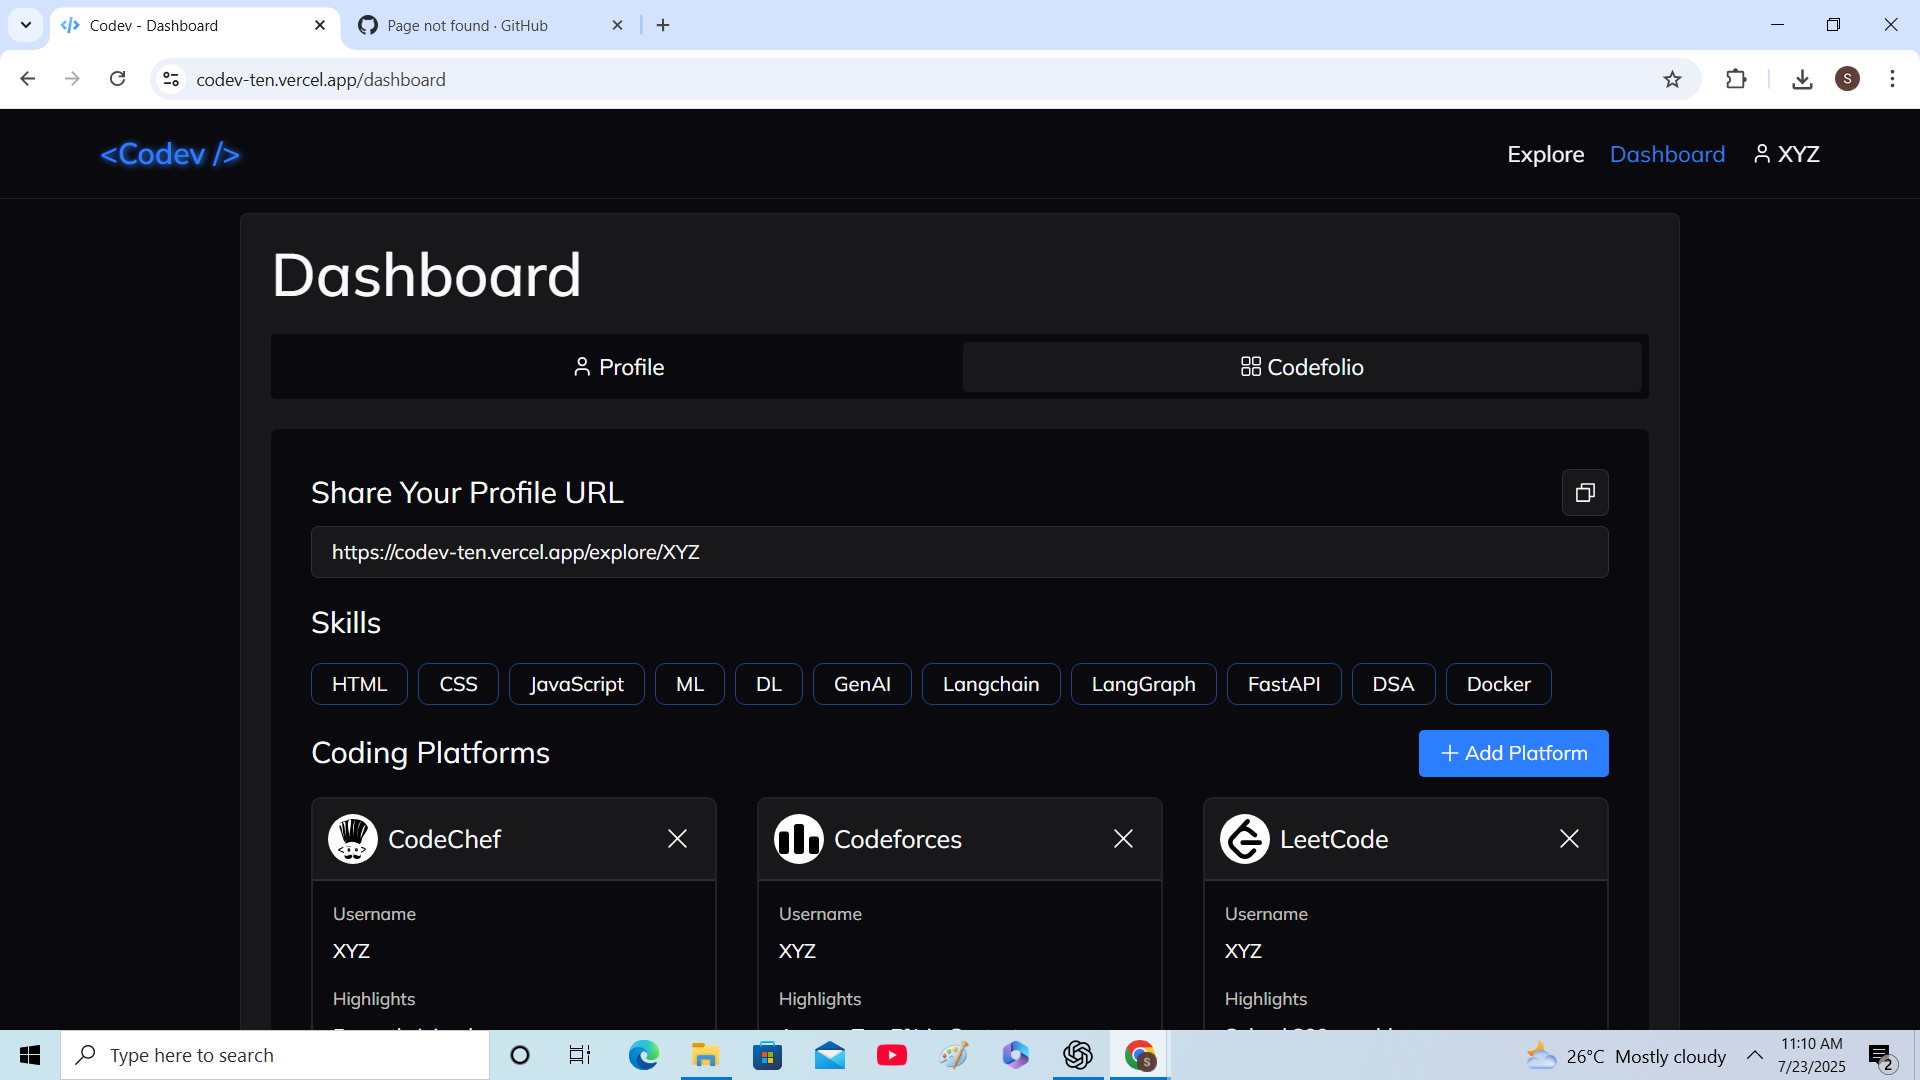 Codev - Dashboard
Page not found · GitHub
codev-ten.vercel.app/dashboard
S
<Codev />
Explore
Dashboard
XYZ
Dashboard
Profile
Codefolio
Share Your Profile URL
https://codev-ten.vercel.app/explore/XYZ
Skills
HTML
CSS
JavaScript
ML
DL
GenAI
Langchain
LangGraph
FastAPI
DSA
Docker
Coding Platforms
Add Platform
CodeChef
Codeforces
LeetCode
Username
Username
Username
XYZ
XYZ
XYZ
Highlights
Highlights
Highlights
Type here to search
S
26°C Mostly cloudy
11:10 AM
7/23/2025
2